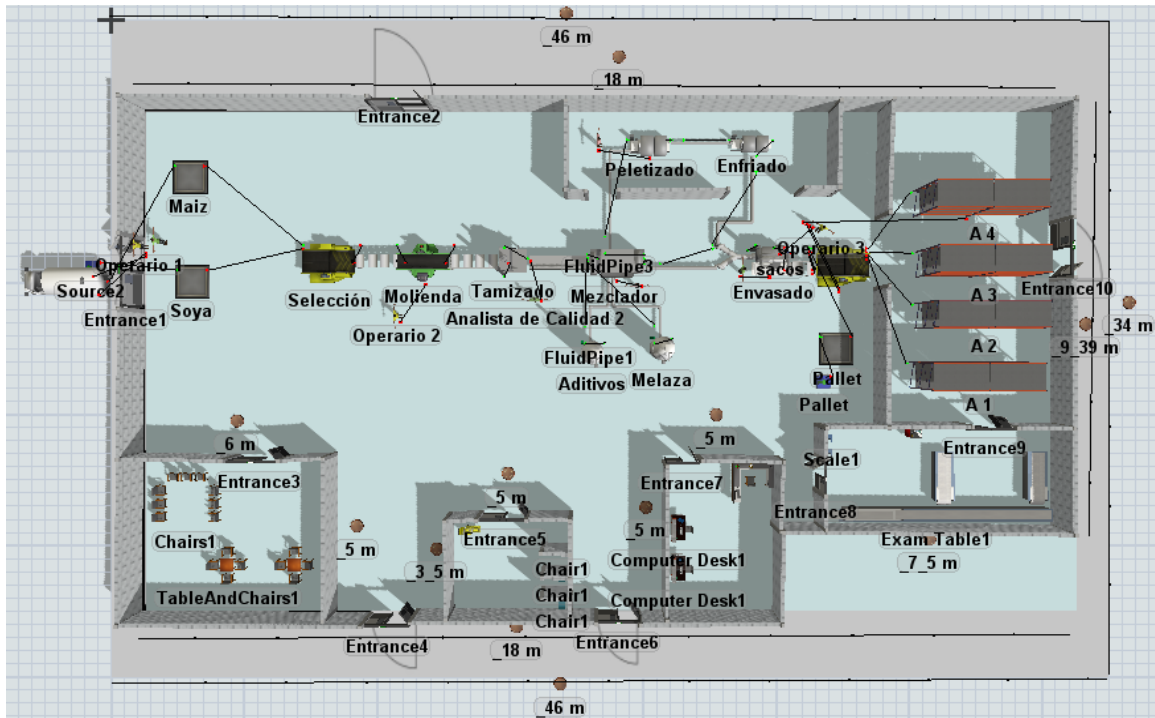 _46 m
_18 m
Entrance2
Peletizado
Enfriado
Maiz
A 4
Operario 1
Operario 3
FluidPipe3
sacos
Source2
Selección
Molienda
Tamizado
Mezclador
Envasado
A 3
Entrance10
Entrance1
Soya
Analista de Calidad 2
_34 m
Operario 2
A 2
_9_39 m
FluidPipe1
Aditivos
Melaza
Pallet
Pallet
A 1
_6 m
_5 m
Entrance9
Scale1
Entrance3
Entrance7
5 m
Entrance8
Chairs1
_5 m
Entrance5
_5 m
Exam Table1
Computer Desk1
_7_5 m
3_5 m
Chair1
TableAndChairs1
Chair1
Computer Desk1
Chair1
Entrance4
Entrance6
_18 m
_46 m